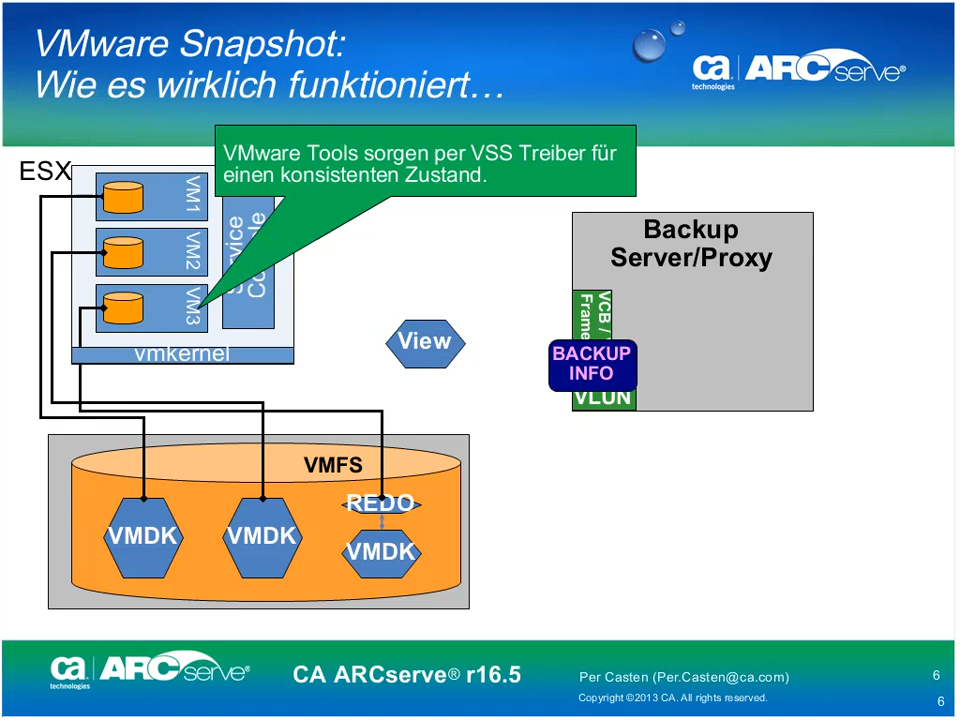 VMware Snapshot:
Wie es wirklich funktioniert…
ca
technologies
ARCserve®
VMware Tools sorgen per VSS Treiber für
einen konsistenten Zustand.
ESX
VM1
VM2
VM3
vmkernel
View
Backup
Server/Proxy
VCB /
BACKUP
INFO
VLUN
VMFS
REDO
VMDK
VMDK
VMDK
ca
technologies
ARCserve®
CA ARCserve® r16.5
Per Casten (Per.Casten@ca.com)
Copyright ©2013 CA. All rights reserved.
6
6